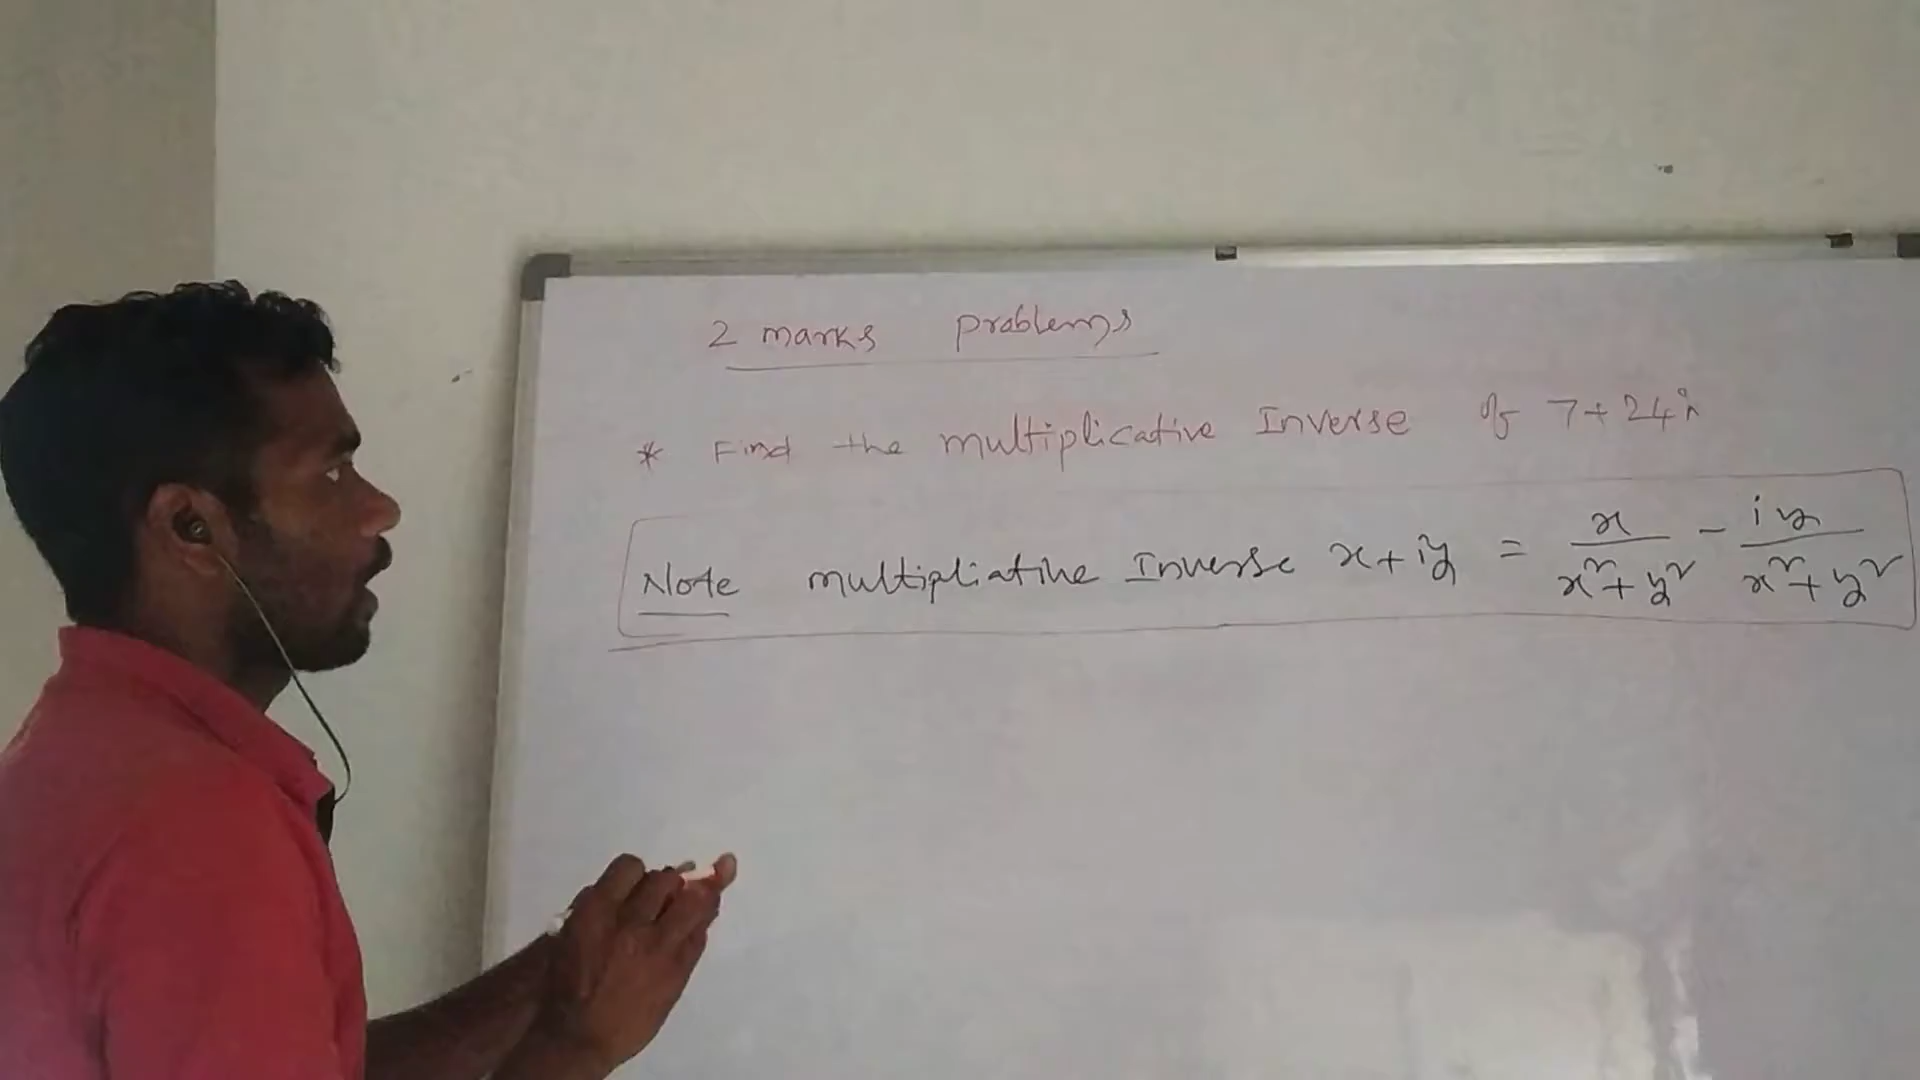 2 marks problems
* Find the multiplicative Inverse of 7+24i
Note multipliative Inverse x+iy = x/(x²+y²) - iy/(x²+y²)